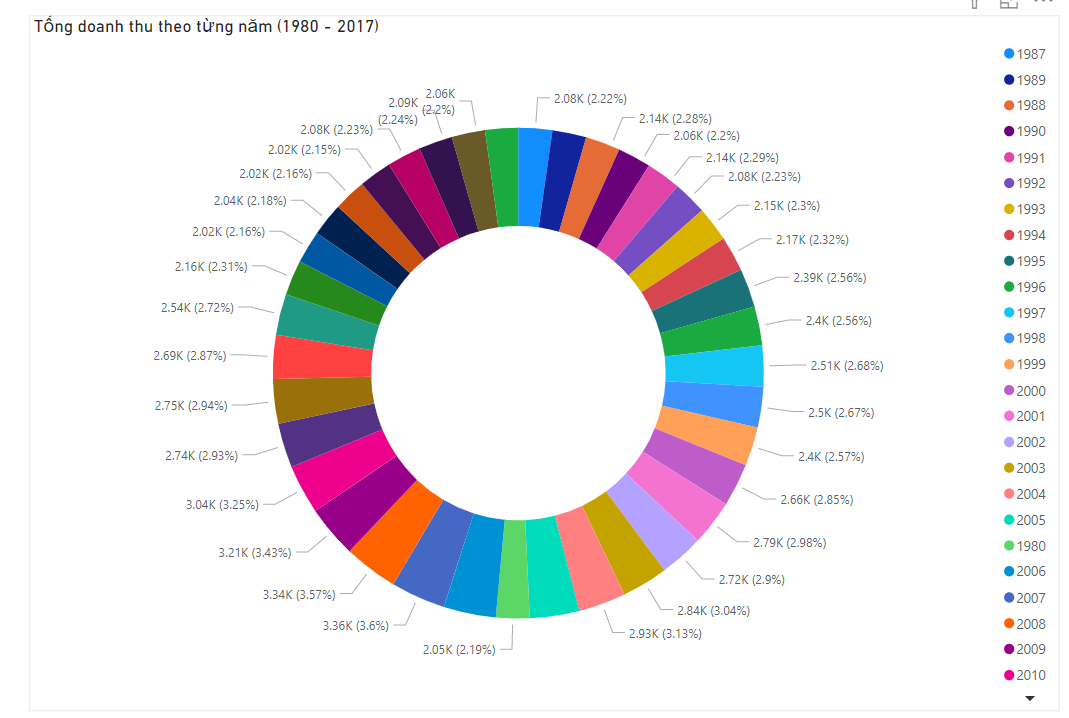 Tổng doanh thu theo từng năm (1980 - 2017)
2.08K (2.22%)
2.14K (2.28%)
2.06K (2.2%)
2.14K (2.29%)
2.08K (2.23%)
2.15K (2.3%)
2.17K (2.32%)
2.39K (2.56%)
2.4K (2.56%)
2.51K (2.68%)
2.5K (2.67%)
2.4K (2.57%)
2.66K (2.85%)
2.79K (2.98%)
2.72K (2.9%)
2.84K (3.04%)
2.93K (3.13%)
2.05K (2.19%)
3.36K (3.6%)
3.34K (3.57%)
3.21K (3.43%)
3.04K (3.25%)
2.74K (2.93%)
2.75K (2.94%)
2.69K (2.87%)
2.54K (2.72%)
2.16K (2.31%)
2.02K (2.16%)
2.04K (2.18%)
2.02K (2.16%)
2.02K (2.15%)
2.08K (2.23%)
2.09K
(2.24%)
2.06K
(2.2%)
1987
1989
1988
1990
1991
1992
1993
1994
1995
1996
1997
1998
1999
2000
2001
2002
2003
2004
2005
1980
2006
2007
2008
2009
2010